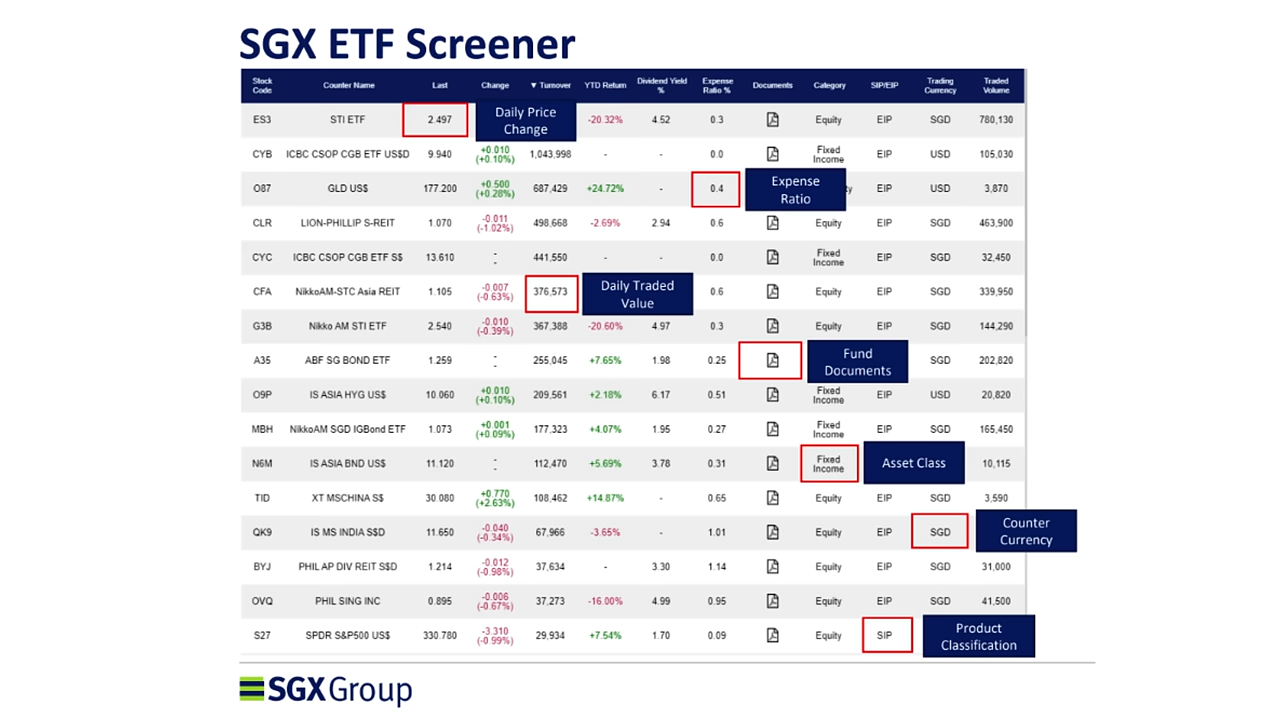 SGX ETF Screener
Stock Code Counter Name Last Change ▼ Turnover YTD Return Dividend Yield % Expense Ratio % Documents Category SIP/EIP Trading Currency Traded Volume
ES3 STI ETF 2.497 Daily Price Change -20.32% 4.52 0.3 Equity EIP SGD 780,130
CYB ICBC CSOP CGB ETF US$D 9.940 +0.010 (+0.10%) 1,043,998 - - 0.0 Fixed Income EIP USD 105,030
O87 GLD US$ 177.200 +0.500 (+0.28%) 687,429 +24.72% - 0.4 Expense Ratio EIP USD 3,870
CLR LION-PHILLIP S-REIT 1.070 -0.011 (-1.02%) 498,668 -2.69% 2.94 0.6 Equity EIP SGD 463,900
CYC ICBC CSOP CGB ETF S$ 13.610 - - 441,550 - - 0.0 Fixed Income EIP SGD 32,450
CFA NikkoAM-STC Asia REIT 1.105 -0.007 (-0.63%) 376,573 Daily Traded Value 0.6 Equity EIP SGD 339,950
G3B Nikko AM STI ETF 2.540 -0.010 (-0.39%) 367,388 -20.60% 4.97 0.3 Equity EIP SGD 144,290
A35 ABF SG BOND ETF 1.259 - - 255,045 +7.65% 1.98 0.25 Fund Documents SGD 202,820
O9P IS ASIA HYG US$ 10.060 +0.010 (+0.10%) 209,561 +2.18% 6.17 0.51 Fixed Income EIP USD 20,820
MBH NikkoAM SGD IGBond ETF 1.073 +0.001 (+0.09%) 177,323 +4.07% 1.95 0.27 Fixed Income EIP SGD 165,450
N6M IS ASIA BND US$ 11.120 - - 112,470 +5.69% 3.78 0.31 Fixed Income Asset Class 10,115
TID XT MSCHINA S$ 30.080 +0.770 (+2.63%) 108,462 +14.87% - 0.65 Equity EIP SGD 3,590
QK9 IS MS INDIA S$D 11.650 -0.040 (-0.34%) 67,966 -3.65% - 1.01 Equity EIP SGD Counter Currency
BYJ PHIL AP DIV REIT S$D 1.214 -0.012 (-0.98%) 37,634 - 3.30 1.14 Equity EIP SGD 31,000
OVQ PHIL SING INC 0.895 -0.006 (-0.67%) 37,273 -16.00% 4.99 0.95 Equity EIP SGD 41,500
S27 SPDR S&P500 US$ 330.780 -3.310 (-0.99%) 29,934 +7.54% 1.70 0.09 Equity SIP Product Classification
SGX Group